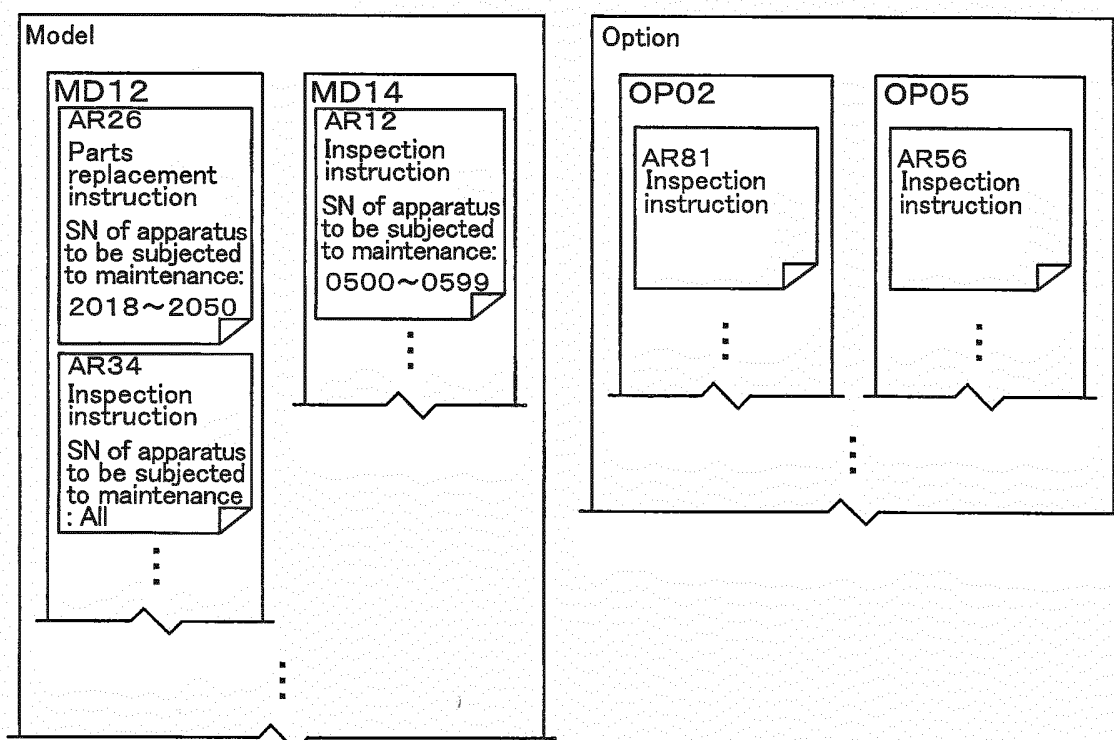 Model
MD12
AR26
Parts
replacement
instruction
SN of apparatus
to be subjected
to maintenance:
2018~2050
AR34
Inspection
instruction
SN of apparatus
to be subjected
to maintenance
: All
MD14
AR12
Inspection
instruction
SN of apparatus
to be subjected
to maintenance:
0500~0599
Option
OP02
AR81
Inspection
instruction
OP05
AR56
Inspection
instruction